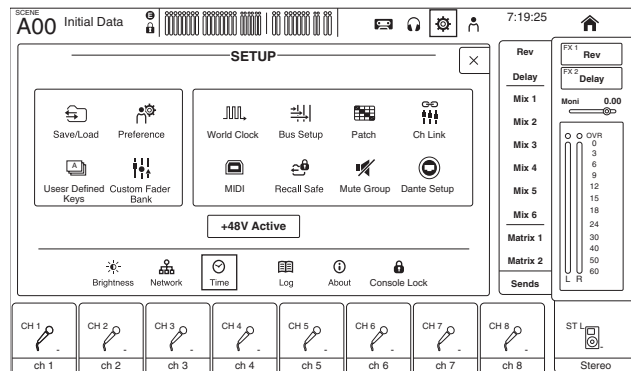 SCENE
A00 Initial Data
E
7:19:25
SETUP
Save/Load
Preference
World Clock
Bus Setup
Patch
Ch Link
A
Usesr Defined
Keys
Custom Fader
Bank
MIDI
Recall Safe
Mute Group
Dante Setup
+48V Active
Brightness
Network
Time
Log
About
Console Lock
Rev
Delay
Mix 1
Mix 2
Mix 3
Mix 4
Mix 5
Mix 6
Matrix 1
Matrix 2
Sends
FX 1
Rev
FX 2
Delay
Moni 0.00
OVR
0
3
6
9
12
15
18
24
30
40
50
60
L R
CH 1
CH 2
CH 3
CH 4
CH 5
CH 6
CH 7
CH 8
ST L
ch 1
ch 2
ch 3
ch 4
ch 5
ch 6
ch 7
ch 8
Stereo